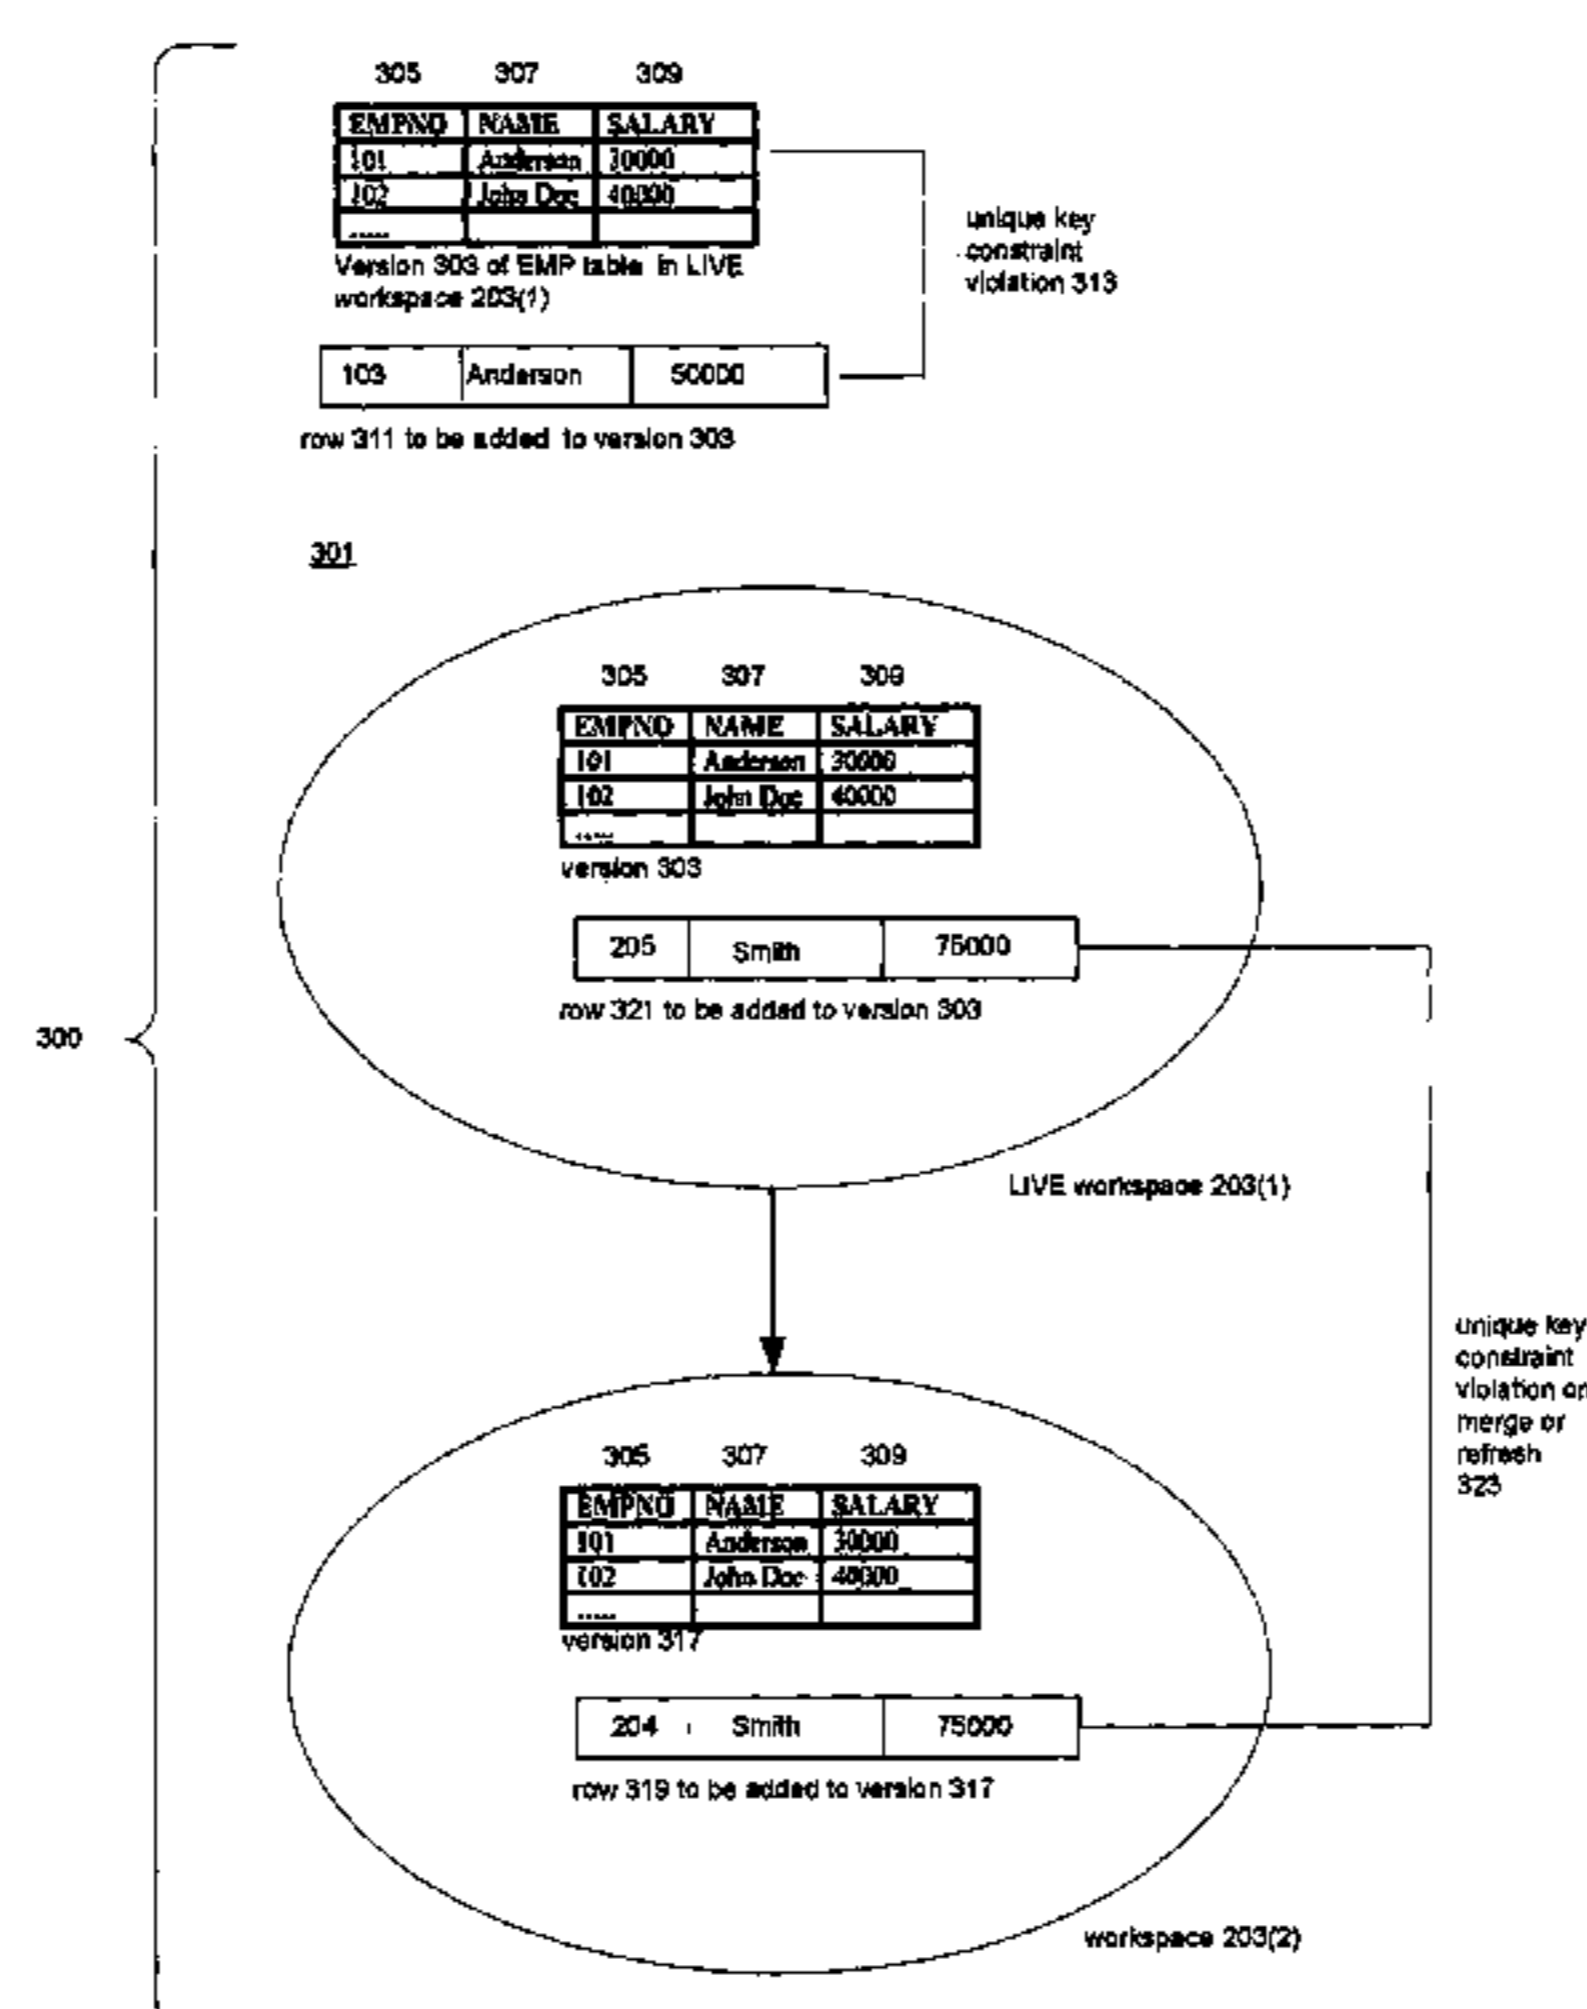 305 307 309
EMPNO NAME SALARY
101 Anderson 30000
102 John Doe 40000
.....
Version 303 of EMP table in LIVE
workspace 203(1)
unique key
constraint
violation 313
103 Anderson 50000
row 311 to be added to version 303
301
305 307 309
EMPNO NAME SALARY
101 Anderson 30000
102 John Doe 40000
.....
version 303
205 Smith 75000
row 321 to be added to version 303
300
LIVE workspace 203(1)
unique key
constraint
violation on
merge or
refresh
323
305 307 309
EMPNO NAME SALARY
101 Anderson 30000
102 John Doe 40000
.....
version 317
204 Smith 75000
row 319 to be added to version 317
workspace 203(2)